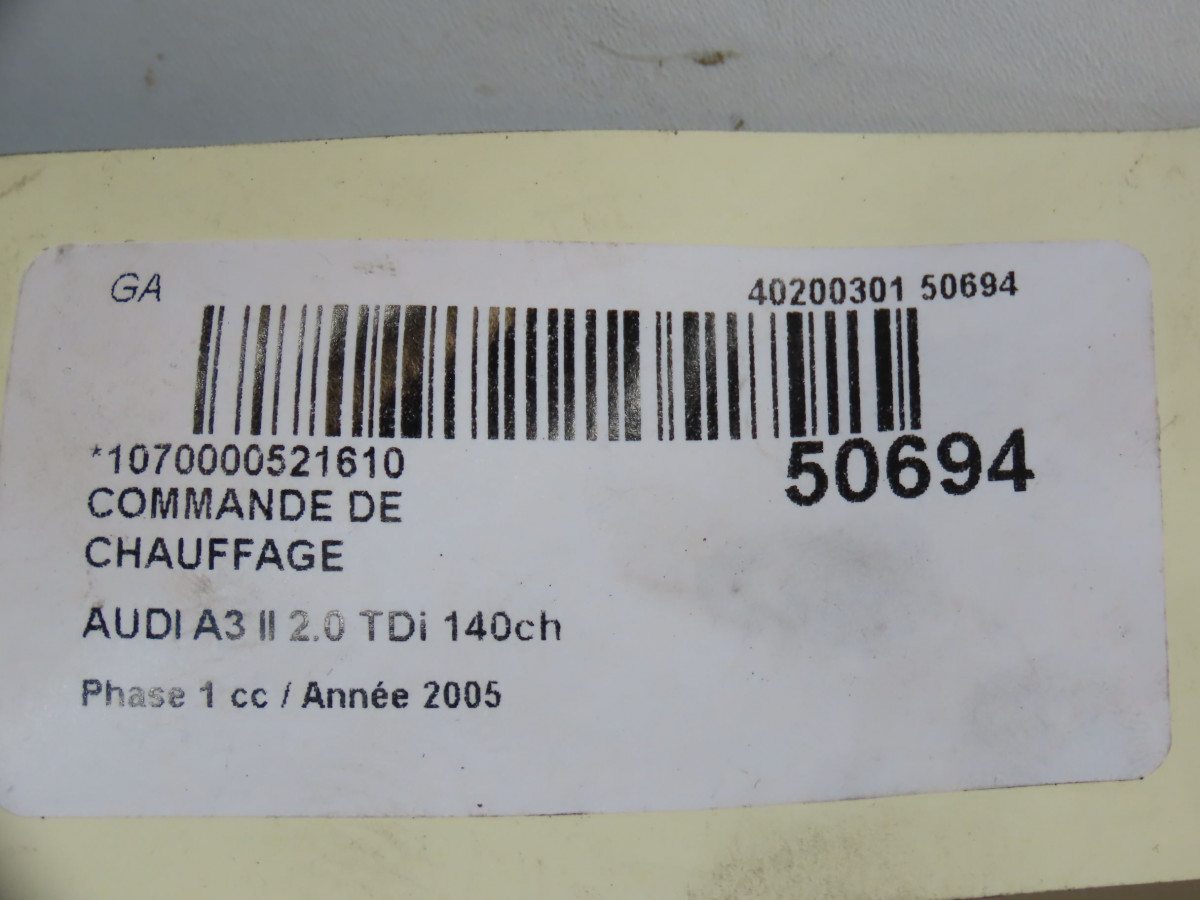 GA
40200301 50694
*1070000521610
50694
COMMANDE DE
CHAUFFAGE
AUDI A3 II 2.0 TDi 140ch
Phase 1 cc / Année 2005